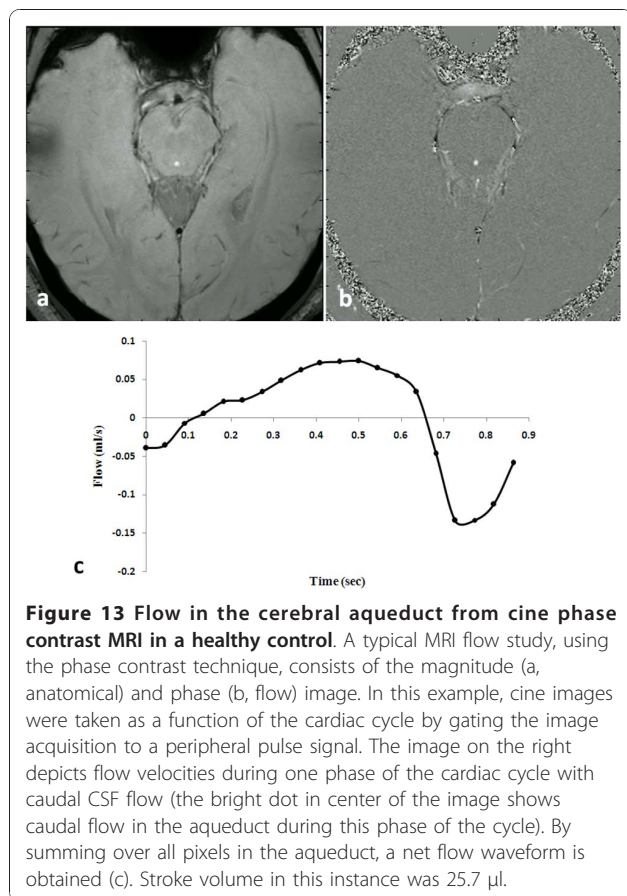 a
b
0.1
0.05
0
-0.05
-0.1
-0.15
-0.2
0 0.1 0.2 0.3 0.4 0.5 0.6 0.7 0.8 0.9
Flow (ml/s)
Time (sec)
c
Figure 13 Flow in the cerebral aqueduct from cine phase
contrast MRI in a healthy control. A typical MRI flow study, using
the phase contrast technique, consists of the magnitude (a,
anatomical) and phase (b, flow) image. In this example, cine images
were taken as a function of the cardiac cycle by gating the image
acquisition to a peripheral pulse signal. The image on the right
depicts flow velocities during one phase of the cardiac cycle with
caudal CSF flow (the bright dot in center of the image shows
caudal flow in the aqueduct during this phase of the cycle). By
summing over all pixels in the aqueduct, a net flow waveform is
obtained (c). Stroke volume in this instance was 25.7 μl.